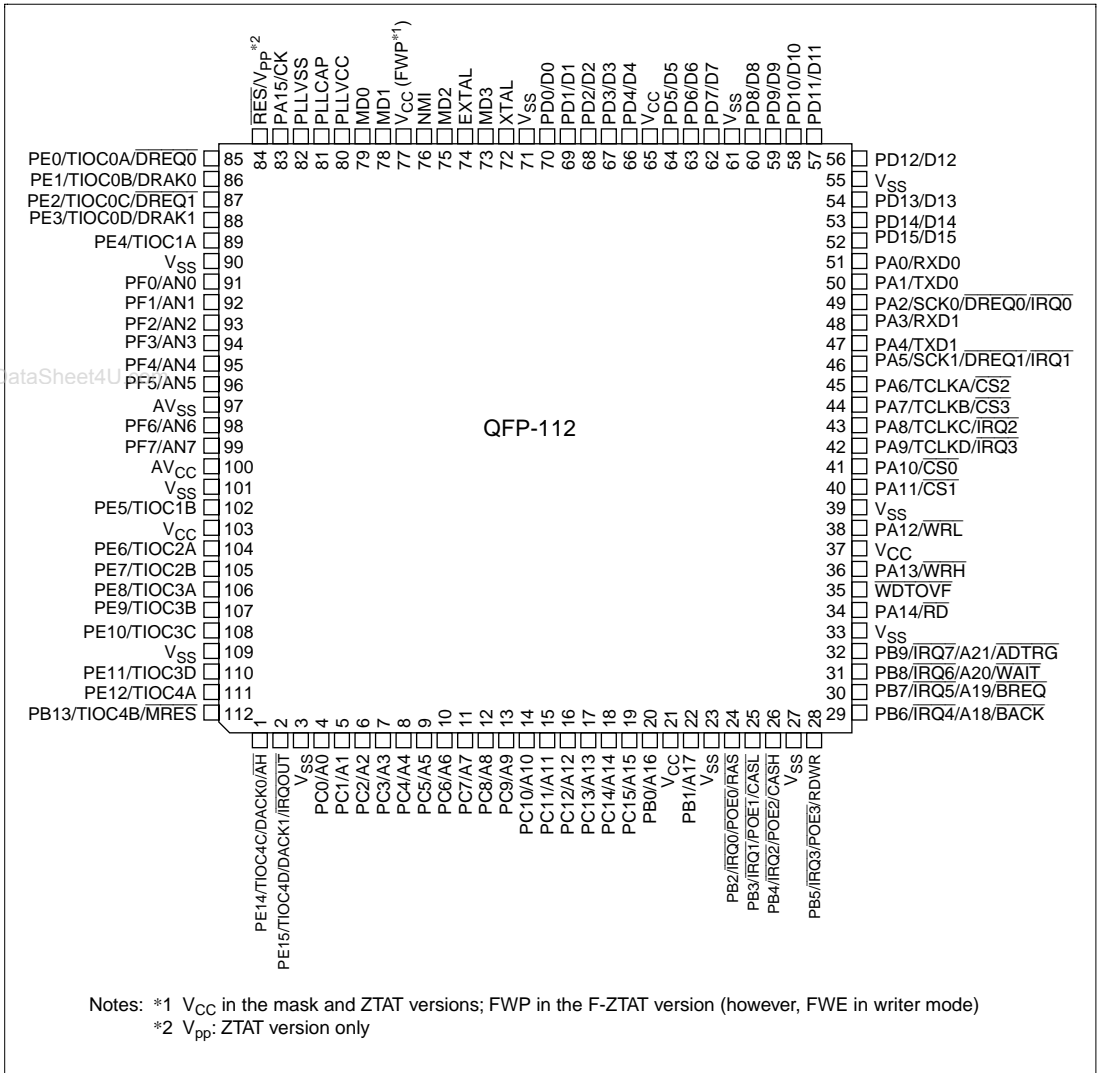 RES/VPP*2
PA15/CK
PLLVSS
PLLCAP
PLLVCC
MD0
MD1
VCC (FWP*1)
NMI
MD2
EXTAL
MD3
XTAL
VSS
PD0/D0
PD1/D1
PD2/D2
PD3/D3
PD4/D4
VCC
PD5/D5
PD6/D6
PD7/D7
VSS
PD8/D8
PD9/D9
PD10/D10
PD11/D11
84 83 82 81 80 79 78 77 76 75 74 73 72 71 70 69 68 67 66 65 64 63 62 61 60 59 58 57
PE0/TIOC0A/DREQ0 85
PE1/TIOC0B/DRAK0 86
PE2/TIOC0C/DREQ1 87
PE3/TIOC0D/DRAK1 88
PE4/TIOC1A 89
VSS 90
PF0/AN0 91
PF1/AN1 92
PF2/AN2 93
PF3/AN3 94
PF4/AN4 95
PF5/AN5 96
AVSS 97
PF6/AN6 98
PF7/AN7 99
AVCC 100
VSS 101
PE5/TIOC1B 102
VCC 103
PE6/TIOC2A 104
PE7/TIOC2B 105
PE8/TIOC3A 106
PE9/TIOC3B 107
PE10/TIOC3C 108
VSS 109
PE11/TIOC3D 110
PE12/TIOC4A 111
PB13/TIOC4B/MRES 112
QFP-112
56 PD12/D12
55 VSS
54 PD13/D13
53 PD14/D14
52 PD15/D15
51 PA0/RXD0
50 PA1/TXD0
49 PA2/SCK0/DREQ0/IRQ0
48 PA3/RXD1
47 PA4/TXD1
46 PA5/SCK1/DREQ1/IRQ1
45 PA6/TCLKA/CS2
44 PA7/TCLKB/CS3
43 PA8/TCLKC/IRQ2
42 PA9/TCLKD/IRQ3
41 PA10/CS0
40 PA11/CS1
39 VSS
38 PA12/WRL
37 VCC
36 PA13/WRH
35 WDTOVF
34 PA14/RD
33 VSS
32 PB9/IRQ7/A21/ADTRG
31 PB8/IRQ6/A20/WAIT
30 PB7/IRQ5/A19/BREQ
29 PB6/IRQ4/A18/BACK
1 2 3 4 5 6 7 8 9 10 11 12 13 14 15 16 17 18 19 20 21 22 23 24 25 26 27 28
PE14/TIOC4C/DACK0/AH
PE15/TIOC4D/DACK1/IRQOUT
VSS
PC0/A0
PC1/A1
PC2/A2
PC3/A3
PC4/A4
PC5/A5
PC6/A6
PC7/A7
PC8/A8
PC9/A9
PC10/A10
PC11/A11
PC12/A12
PC13/A13
PC14/A14
PC15/A15
PB0/A16
VCC
PB1/A17
VSS
PB2/IRQ0/POE0/RAS
PB3/IRQ1/POE1/CASL
PB4/IRQ2/POE2/CASH
VSS
PB5/IRQ3/POE3/RDWR
Notes: *1 VCC in the mask and ZTAT versions; FWP in the F-ZTAT version (however, FWE in writer mode)
*2 Vpp: ZTAT version only